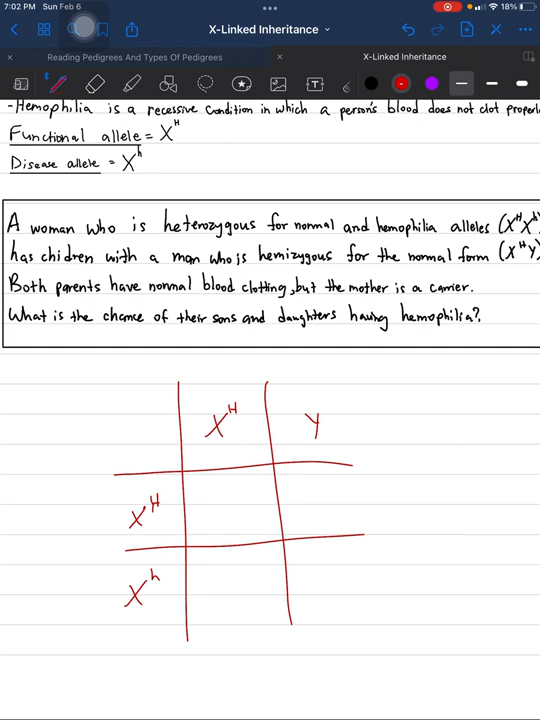 7:02 PM Sun Feb 6
18%
X-Linked Inheritance
Reading Pedigrees And Types Of Pedigrees
X-Linked Inheritance
-Hemophilia is a recessive condition in which a person's blood does not clot properl
Functional allele = X^H
Disease allele = X^h
A woman who is heterozygous for normal and hemophilia alleles (X^H X^h)
has chidren with a man who is hemizygous for the normal form (X^H Y)
Both parents have normal blood clotting, but the mother is a carrier.
What is the chance of their sons and daughters having hemophilia?
X^H Y
X^H
X^h